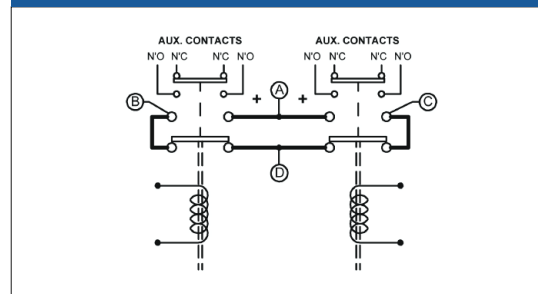 AUX. CONTACTS AUX. CONTACTS
N'O N'C N'C N'O N'O N'C N'C N'O
+ A +
B C
D